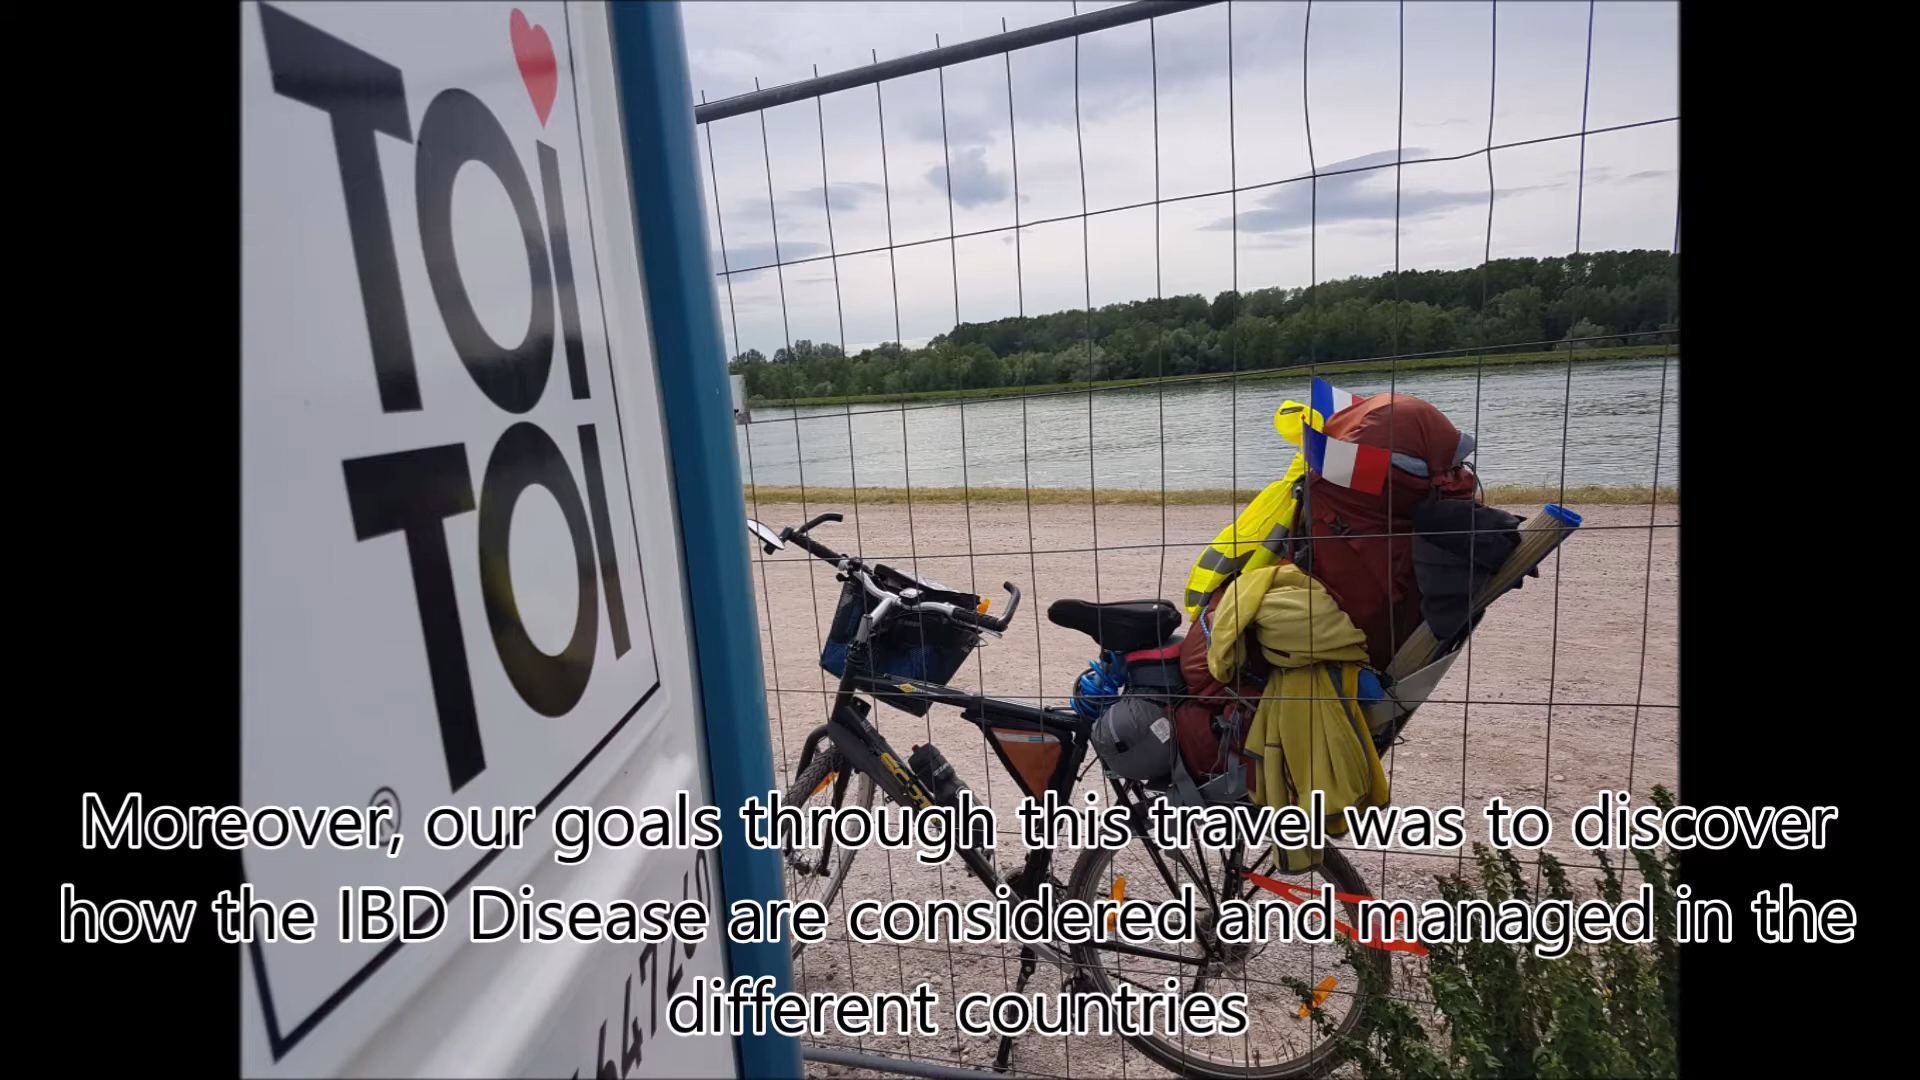 TOI
TOI
®
Moreover, our goals through this travel was to discover
how the IBD Disease are considered and managed in the
different countries